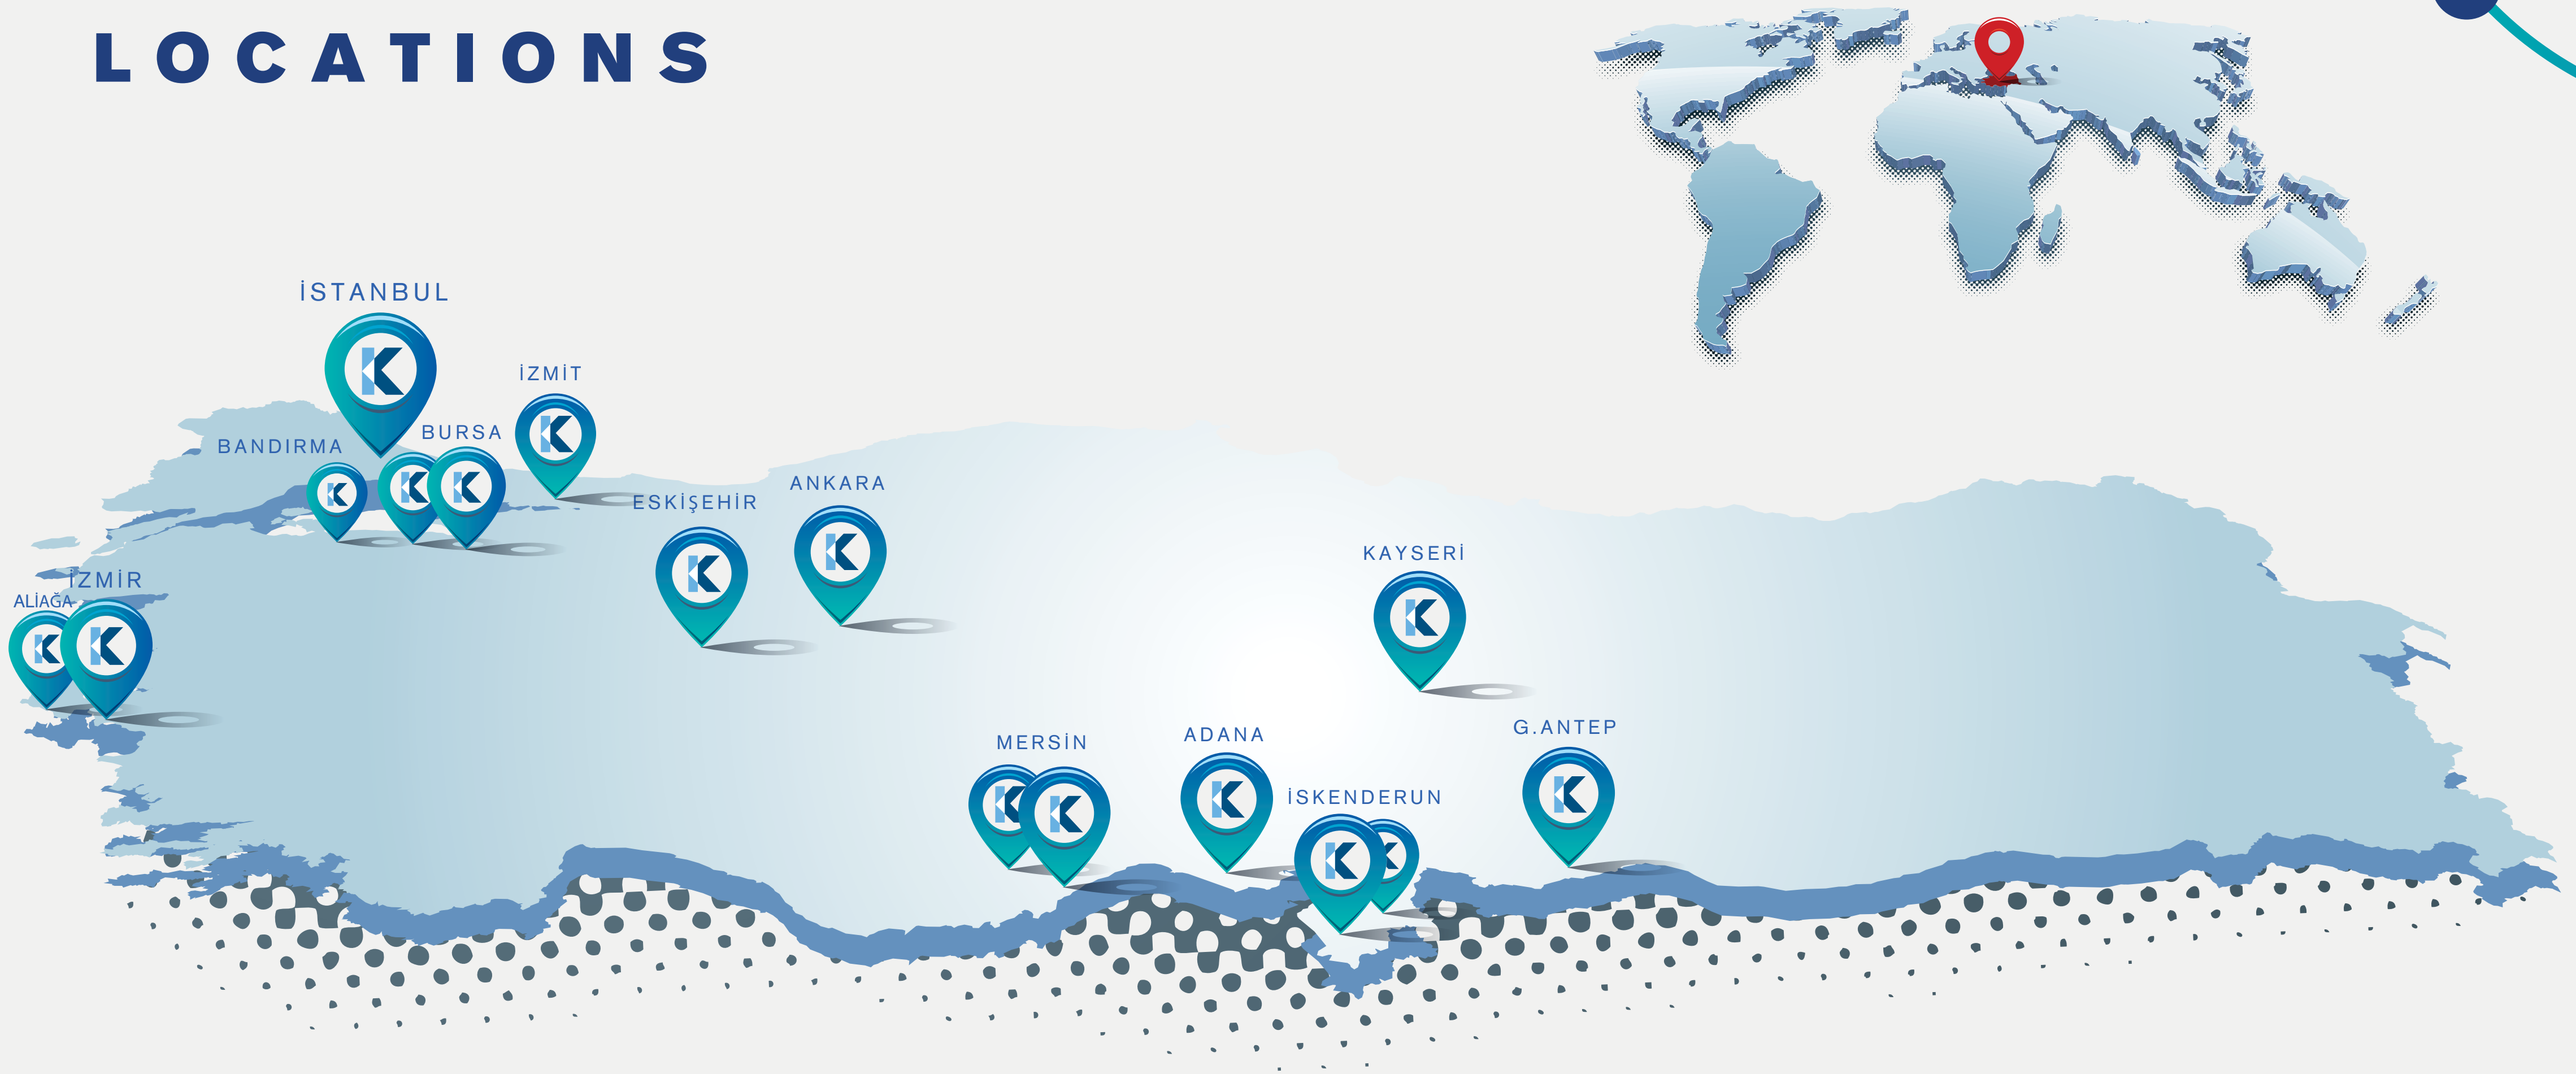 LOCATIONS
İSTANBUL
İZMİT
BURSA
BANDIRMA
ANKARA
ESKİŞEHİR
KAYSERİ
İZMİR
ALİAĞA
G.ANTEP
ADANA
MERSİN
İSKENDERUN